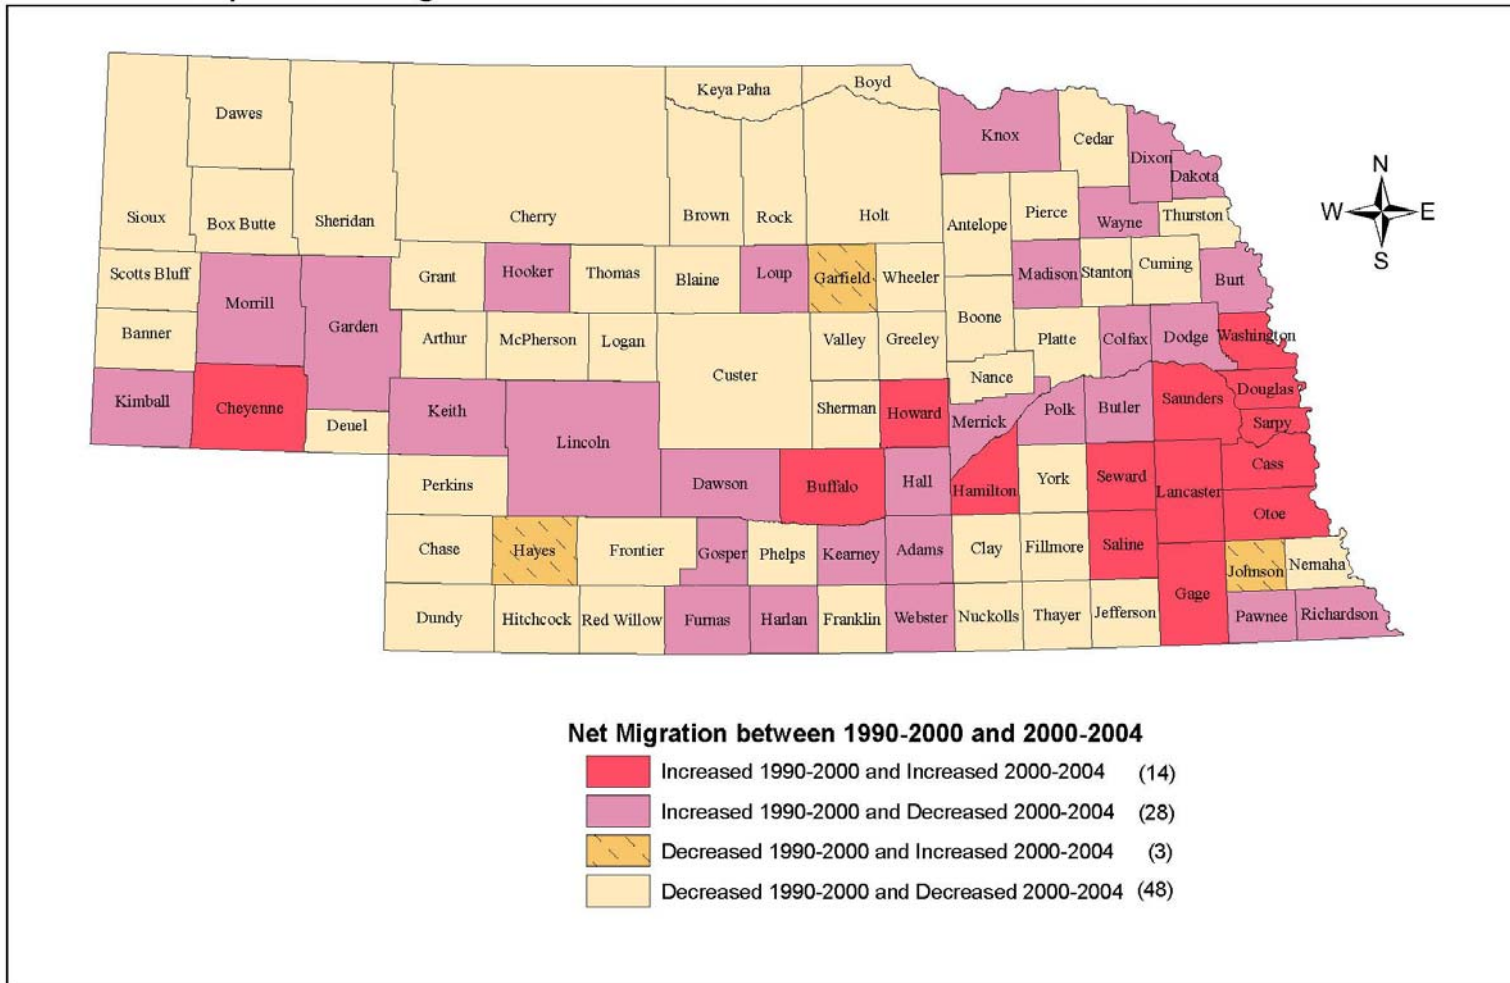 Keya Paha
Boyd
Dawes
Knox
Cedar
Dixon
Dakota
Sioux
Box Butte
Sheridan
Cherry
Brown
Rock
Holt
Antelope
Pierce
Wayne
Thurston
N
W
E
S
Scotts Bluff
Morrill
Garden
Grant
Hooker
Thomas
Blaine
Loup
Garfield
Wheeler
Madison
Stanton
Cuming
Burt
Banner
Arthur
McPherson
Logan
Custer
Valley
Greeley
Boone
Platte
Colfax
Dodge
Washington
Kimball
Cheyenne
Deuel
Keith
Lincoln
Sherman
Howard
Nance
Merrick
Polk
Butler
Saunders
Douglas
Sarpy
Perkins
Dawson
Buffalo
Hall
Hamilton
York
Seward
Lancaster
Cass
Otoe
Chase
Hayes
Frontier
Gosper
Phelps
Kearney
Adams
Clay
Fillmore
Saline
Gage
Johnson
Nemaha
Dundy
Hitchcock
Red Willow
Furnas
Harlan
Franklin
Webster
Nuckolls
Thayer
Jefferson
Pawnee
Richardson
Net Migration between 1990-2000 and 2000-2004
Increased 1990-2000 and Increased 2000-2004 (14)
Increased 1990-2000 and Decreased 2000-2004 (28)
Decreased 1990-2000 and Increased 2000-2004 (3)
Decreased 1990-2000 and Decreased 2000-2004 (48)